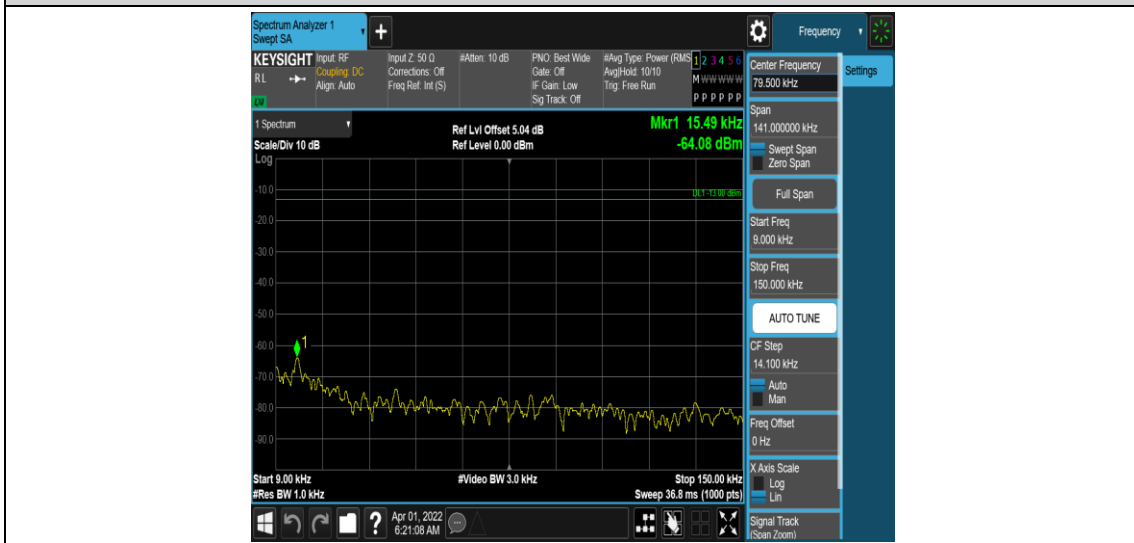 Spectrum Analyzer 1
Swept SA
+
Frequency
KEYSIGHT
RL
LXI
Input: RF
Coupling: DC
Align: Auto
Input Z: 50 Ω
Corrections: Off
Freq Ref: Int (S)
#Atten: 10 dB
PNO: Best Wide
Gate: Off
IF Gain: Low
Sig Track: Off
#Avg Type: Power (RMS
Avg|Hold: 10/10
Trig: Free Run
1 2 3 4 5 6
M W W W W W
P P P P P P
1 Spectrum
Scale/Div 10 dB
Log
Ref Lvl Offset 5.04 dB
Ref Level 0.00 dBm
Mkr1 15.49 kHz
-64.08 dBm
DL1 -13.00 dBm
-10.0
-20.0
-30.0
-40.0
-50.0
-60.0
1
-70.0
-80.0
-90.0
Start 9.00 kHz
#Res BW 1.0 kHz
#Video BW 3.0 kHz
Stop 150.00 kHz
Sweep 36.8 ms (1000 pts)
?
Apr 01, 2022
6:21:08 AM
Center Frequency
79.500 kHz
Settings
Span
141.000000 kHz
Swept Span
Zero Span
Full Span
Start Freq
9.000 kHz
Stop Freq
150.000 kHz
AUTO TUNE
CF Step
14.100 kHz
Auto
Man
Freq Offset
0 Hz
X Axis Scale
Log
Lin
Signal Track
(Span Zoom)